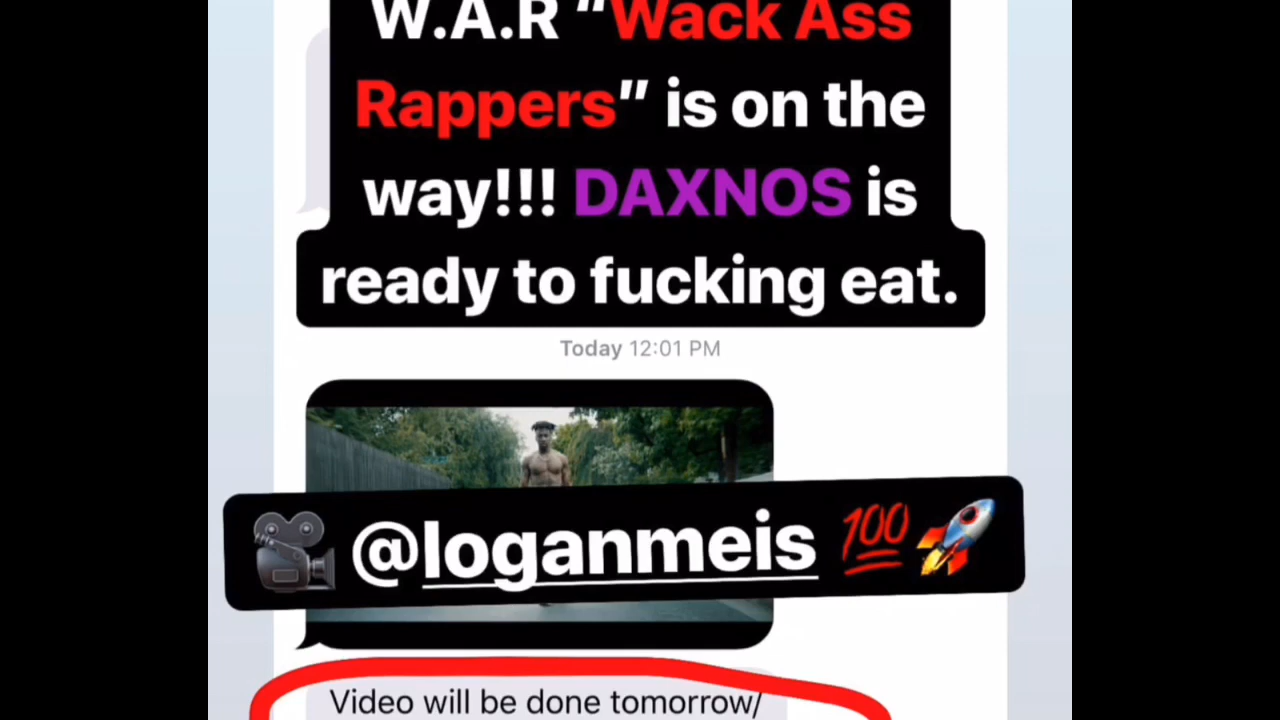 W.A.R "Wack Ass
Rappers" is on the
way!!! DAXNOS is
ready to fucking eat.
Today 12:01 PM
🎥 @loganmeis 💯🚀
Video will be done tomorrow/